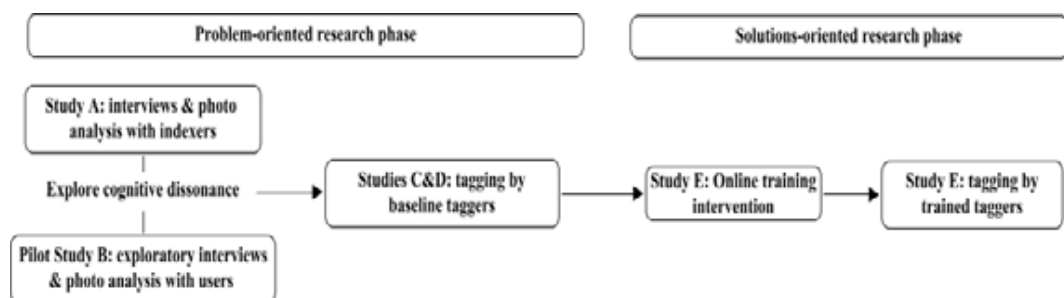 Problem-oriented research phase
Solutions-oriented research phase
Study A: interviews & photo
analysis with indexers
Explore cognitive dissonance
Pilot Study B: exploratory interviews
& photo analysis with users
Studies C&D: tagging by
baseline taggers
Study E: Online training
intervention
Study E: tagging by
trained taggers